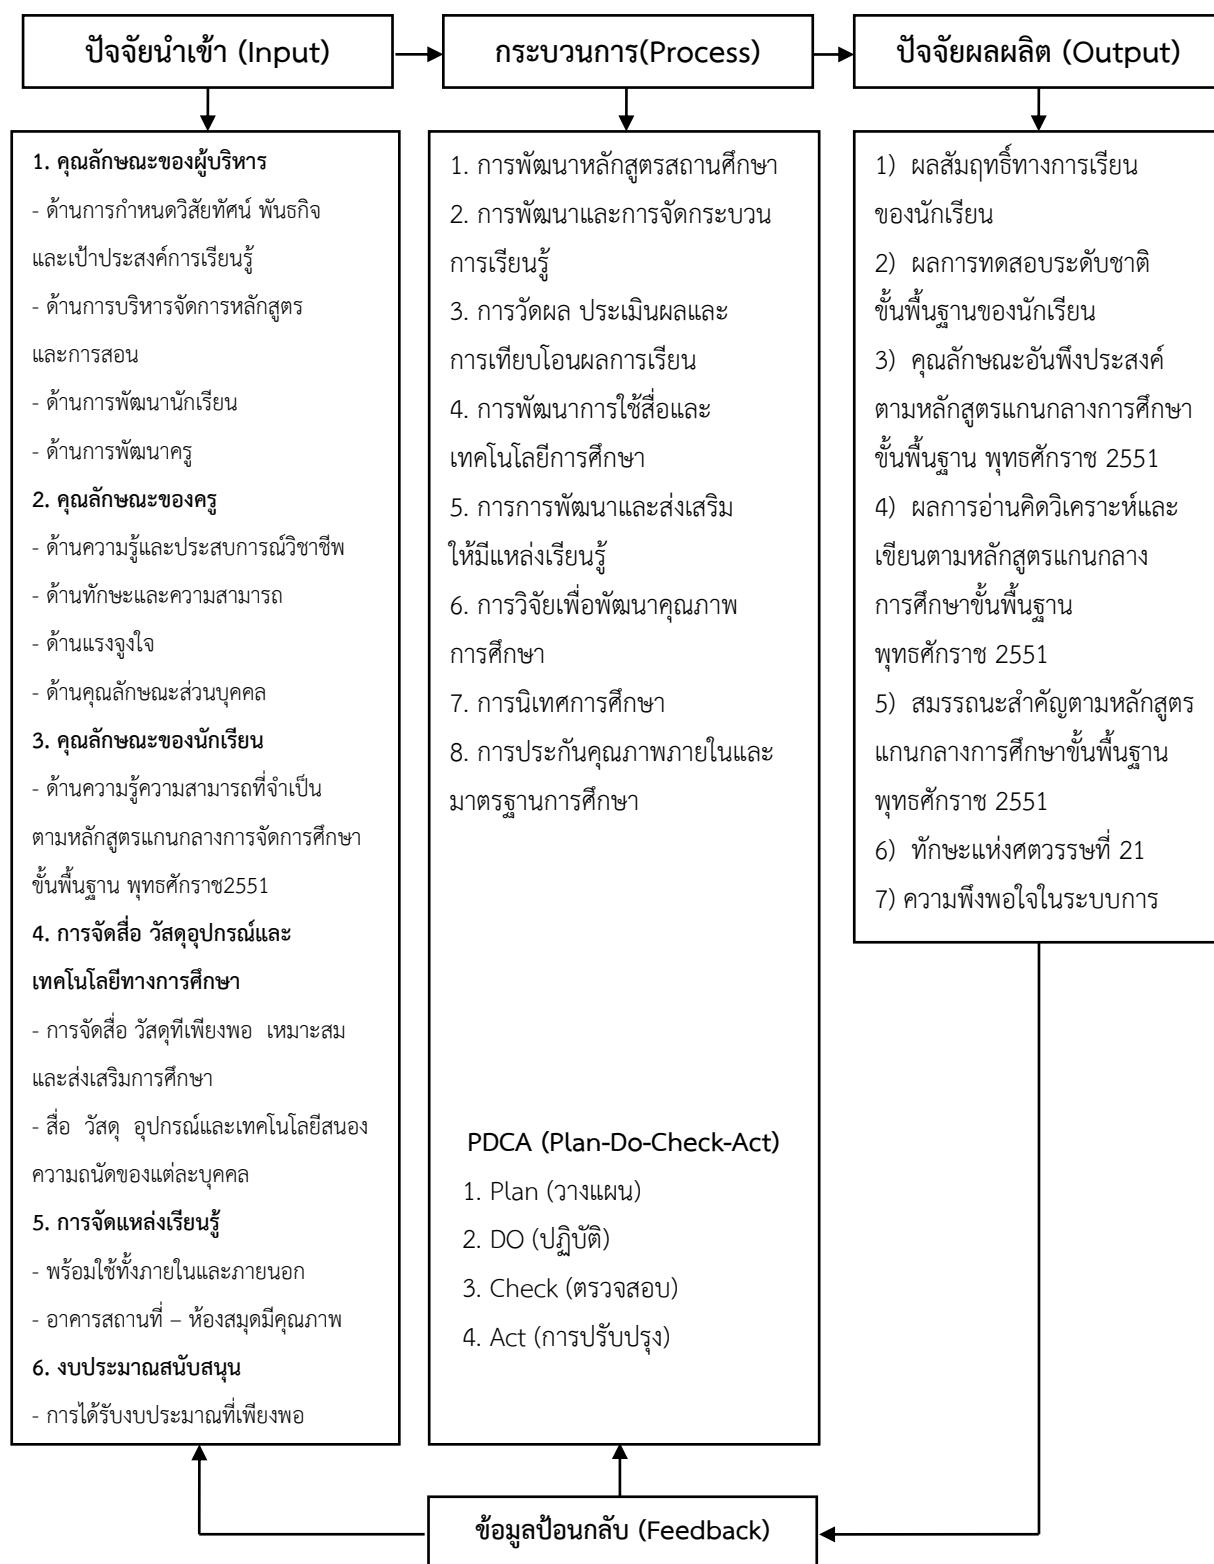 ปัจจัยนำเข้า (Input)
กระบวนการ(Process)
ปัจจัยผลผลิต (Output)
1. คุณลักษณะของผู้บริหาร
- ด้านการกำหนดวิสัยทัศน์ พันธกิจ
และเป้าประสงค์การเรียนรู้
- ด้านการบริหารจัดการหลักสูตร
และการสอน
- ด้านการพัฒนานักเรียน
- ด้านการพัฒนาครู
2. คุณลักษณะของครู
- ด้านความรู้และประสบการณ์วิชาชีพ
- ด้านทักษะและความสามารถ
- ด้านแรงจูงใจ
- ด้านคุณลักษณะส่วนบุคคล
3. คุณลักษณะของนักเรียน
- ด้านความรู้ความสามารถที่จำเป็น
ตามหลักสูตรแกนกลางการจัดการศึกษา
ขั้นพื้นฐาน พุทธศักราช2551
4. การจัดสื่อ วัสดุอุปกรณ์และ
เทคโนโลยีทางการศึกษา
- การจัดสื่อ วัสดุทีเพียงพอ เหมาะสม
และส่งเสริมการศึกษา
- สื่อ วัสดุ อุปกรณ์และเทคโนโลยีสนอง
ความถนัดของแต่ละบุคคล
5. การจัดแหล่งเรียนรู้
- พร้อมใช้ทั้งภายในและภายนอก
- อาคารสถานที่ – ห้องสมุดมีคุณภาพ
6. งบประมาณสนับสนุน
- การได้รับงบประมาณที่เพียงพอ
1. การพัฒนาหลักสูตรสถานศึกษา
2. การพัฒนาและการจัดกระบวน
การเรียนรู้
3. การวัดผล ประเมินผลและ
การเทียบโอนผลการเรียน
4. การพัฒนาการใช้สื่อและ
เทคโนโลยีการศึกษา
5. การการพัฒนาและส่งเสริม
ให้มีแหล่งเรียนรู้
6. การวิจัยเพื่อพัฒนาคุณภาพ
การศึกษา
7. การนิเทศการศึกษา
8. การประกันคุณภาพภายในและ
มาตรฐานการศึกษา
PDCA (Plan-Do-Check-Act)
1. Plan (วางแผน)
2. DO (ปฏิบัติ)
3. Check (ตรวจสอบ)
4. Act (การปรับปรุง)
1) ผลสัมฤทธิ์ทางการเรียน
ของนักเรียน
2) ผลการทดสอบระดับชาติ
ขั้นพื้นฐานของนักเรียน
3) คุณลักษณะอันพึงประสงค์
ตามหลักสูตรแกนกลางการศึกษา
ขั้นพื้นฐาน พุทธศักราช 2551
4) ผลการอ่านคิดวิเคราะห์และ
เขียนตามหลักสูตรแกนกลาง
การศึกษาขั้นพื้นฐาน
พุทธศักราช 2551
5) สมรรถนะสำคัญตามหลักสูตร
แกนกลางการศึกษาขั้นพื้นฐาน
พุทธศักราช 2551
6) ทักษะแห่งศตวรรษที่ 21
7) ความพึงพอใจในระบบการ
ข้อมูลป้อนกลับ (Feedback)